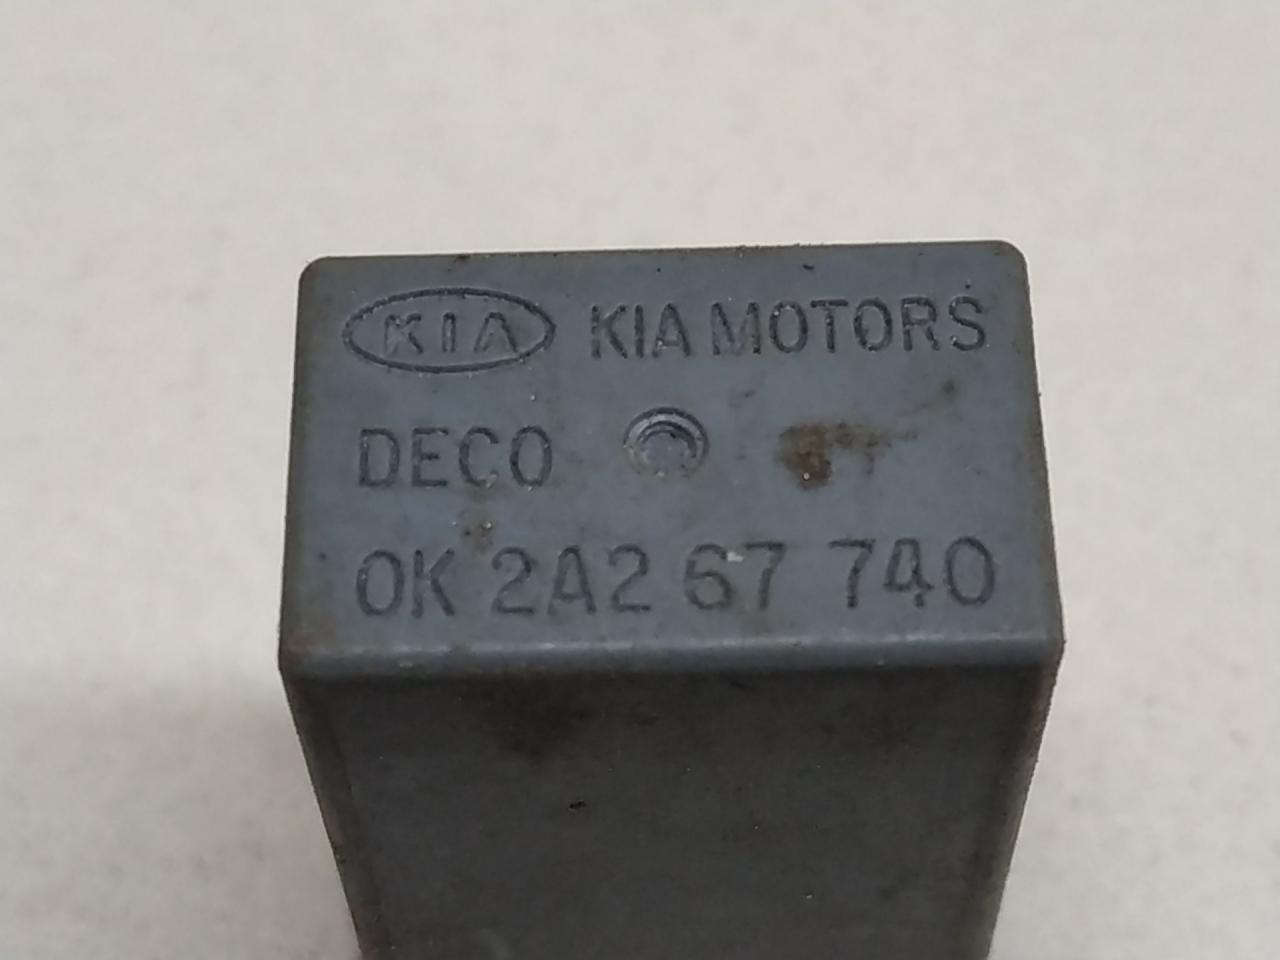 KIA KIA MOTORS
DECO
0K 2A2 67 740